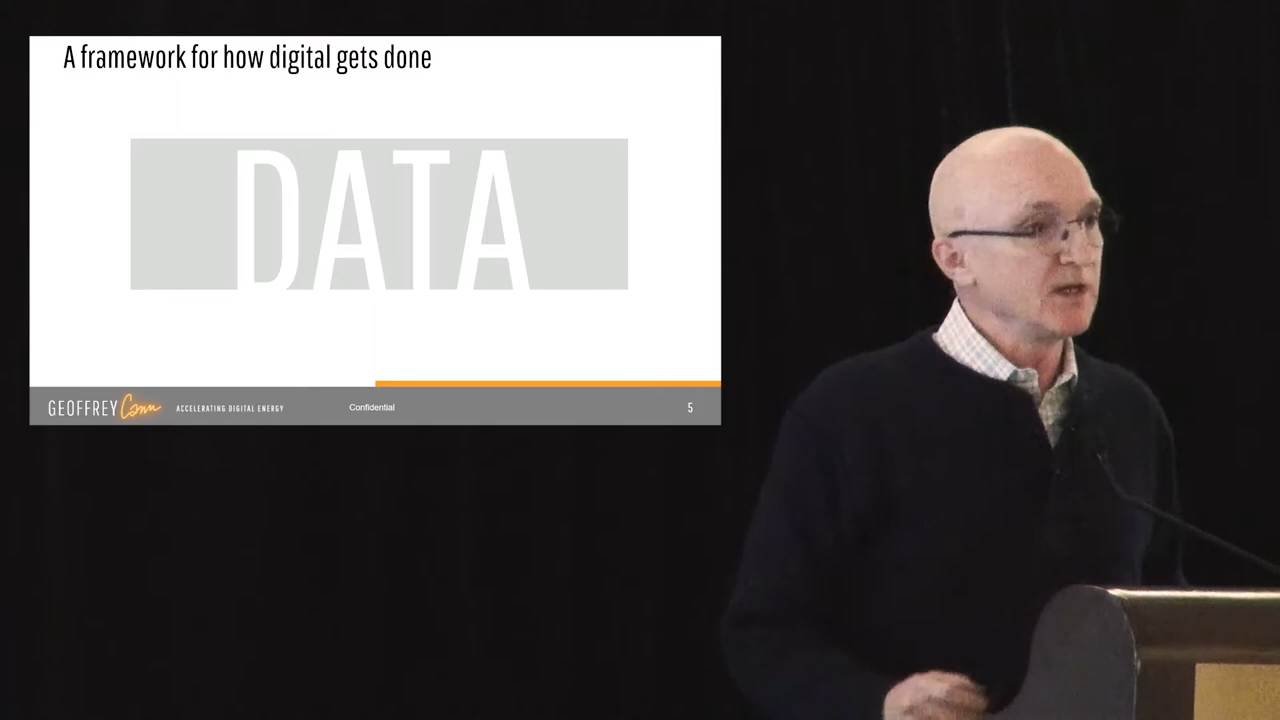 A framework for how digital gets done
DATA
GEOFFREY Cann ACCELERATING DIGITAL ENERGY Confidential 5